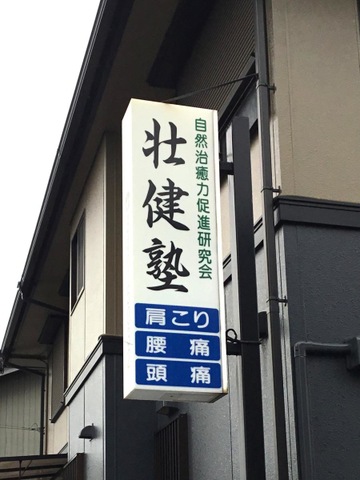 自然治癒力促進研究会
壮健塾
肩こり
腰痛
頭痛